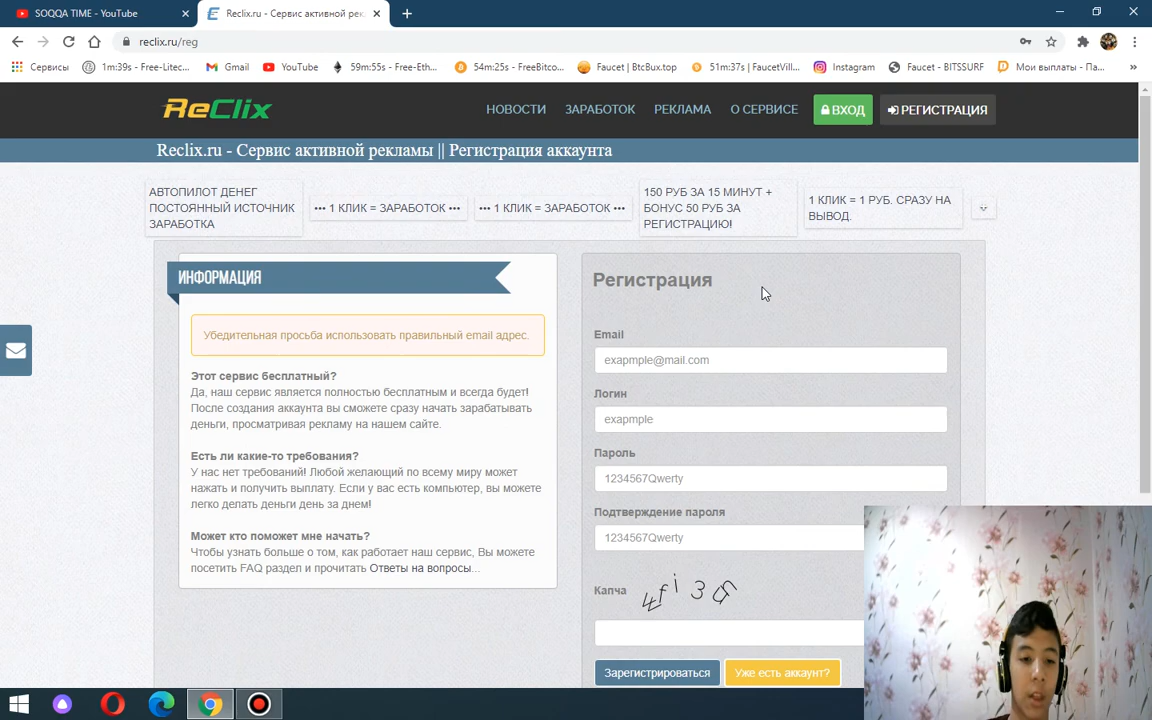 SOQQA TIME - YouTube
Reclix.ru - Сервис активной рек
reclix.ru/reg
Сервисы
1m:39s - Free-Litec...
Gmail
YouTube
59m:55s - Free-Eth...
54m:25s - FreeBitco...
Faucet | BtcBux.top
51m:37s | FaucetVill...
Instagram
Faucet - BITSSURF
Мои выплаты - Па...
ReClix
НОВОСТИ
ЗАРАБОТОК
РЕКЛАМА
О СЕРВИСЕ
ВХОД
РЕГИСТРАЦИЯ
Reclix.ru - Сервис активной рекламы || Регистрация аккаунта
АВТОПИЛОТ ДЕНЕГ
ПОСТОЯННЫЙ ИСТОЧНИК
ЗАРАБОТКА
••• 1 КЛИК = ЗАРАБОТОК •••
••• 1 КЛИК = ЗАРАБОТОК •••
150 РУБ ЗА 15 МИНУТ +
БОНУС 50 РУБ ЗА
РЕГИСТРАЦИЮ!
1 КЛИК = 1 РУБ. СРАЗУ НА
ВЫВОД.
ИНФОРМАЦИЯ
Убедительная просьба использовать правильный email адрес.
Этот сервис бесплатный?
Да, наш сервис является полностью бесплатным и всегда будет!
После создания аккаунта вы сможете сразу начать зарабатывать
деньги, просматривая рекламу на нашем сайте.
Есть ли какие-то требования?
У нас нет требований! Любой желающий по всему миру может
нажать и получить выплату. Если у вас есть компьютер, вы можете
легко делать деньги день за днем!
Может кто поможет мне начать?
Чтобы узнать больше о том, как работает наш сервис, Вы можете
посетить FAQ раздел и прочитать Ответы на вопросы...
Регистрация
Email
exapmple@mail.com
Логин
exapmple
Пароль
1234567Qwerty
Подтверждение пароля
1234567Qwerty
Капча
Зарегистрироваться
Уже есть аккаунт?